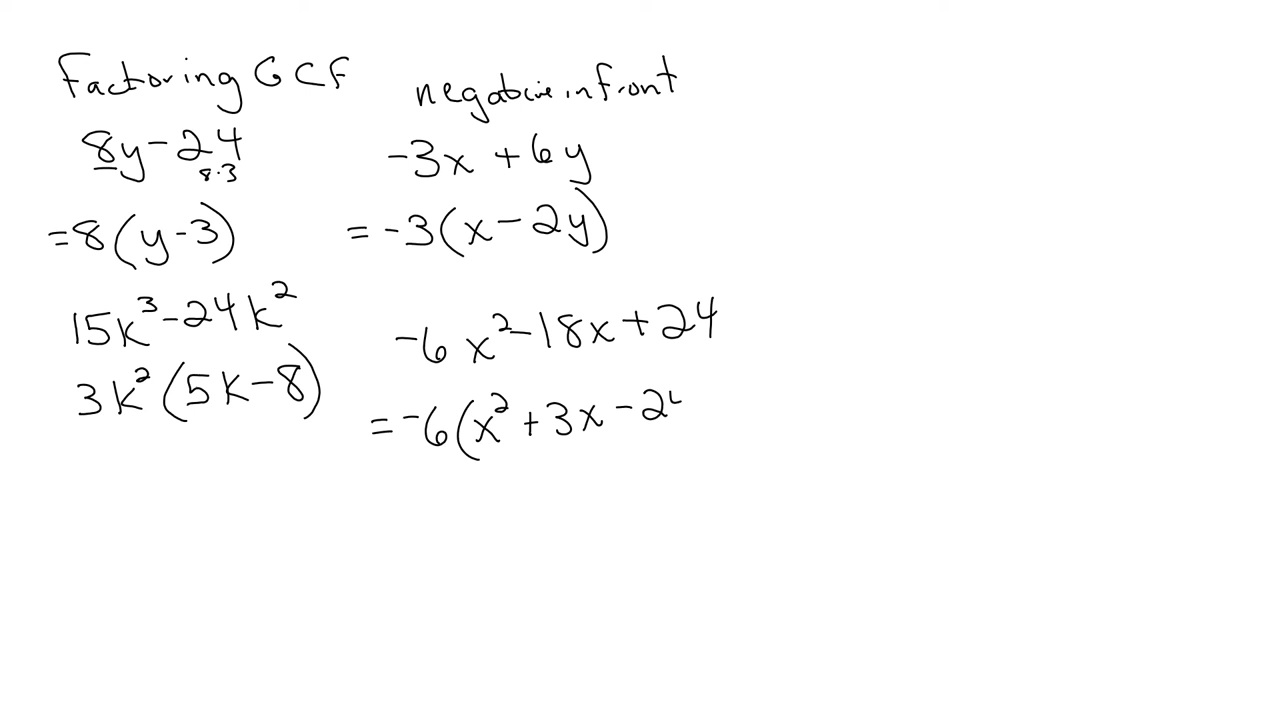 Factoring GCF
8y - 24
8·3
= 8(y - 3)
15k³ - 24k²
3k² (5k - 8)
negative in front
-3x + 6y
= -3(x - 2y)
-6x² - 18x + 24
= -6(x² + 3x - 2